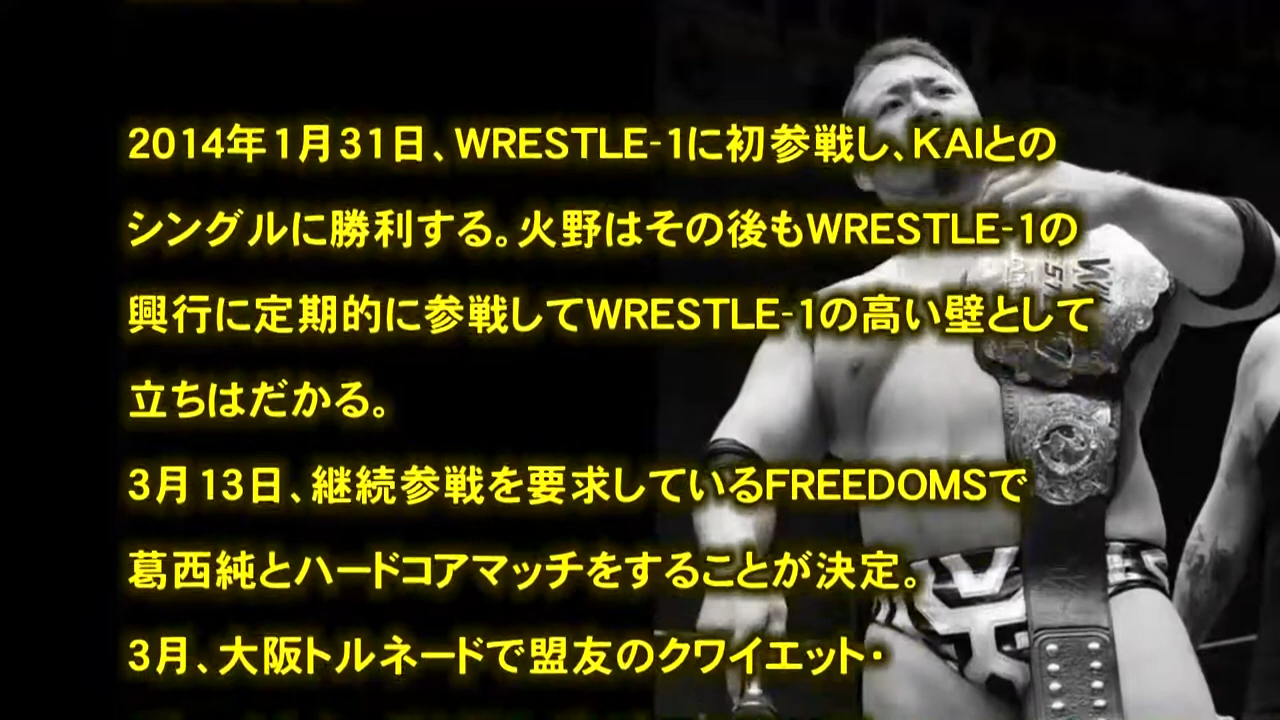 2014年1月31日、WRESTLE-1に初参戦し、KAIとの
シングルに勝利する。火野はその後もWRESTLE-1の
興行に定期的に参戦してWRESTLE-1の高い壁として
立ちはだかる。
3月13日、継続参戦を要求しているFREEDOMSで
葛西純とハードコアマッチをすることが決定。
3月、大阪トルネードで盟友のクワイエット・